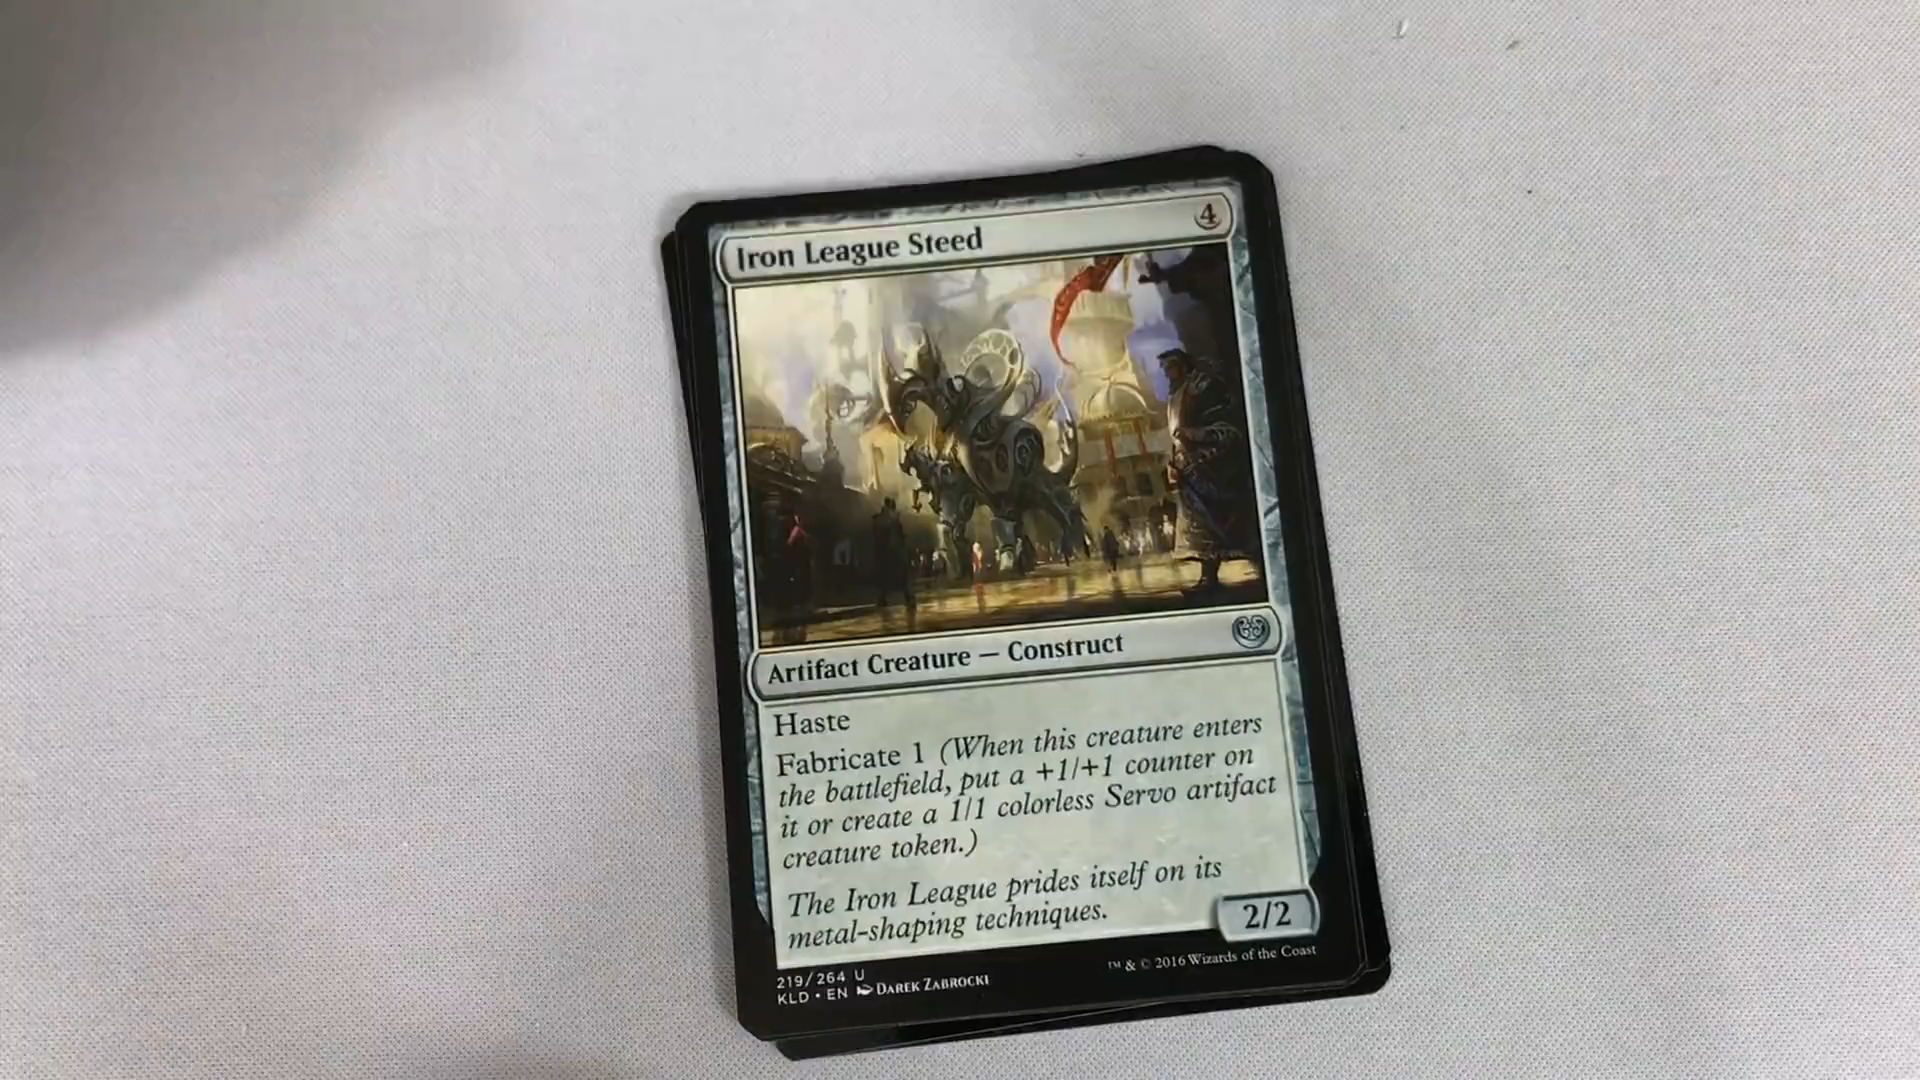 Iron League Steed 4
Artifact Creature — Construct
Haste
Fabricate 1 (When this creature enters
the battlefield, put a +1/+1 counter on
it or create a 1/1 colorless Servo artifact
creature token.)
The Iron League prides itself on its
metal-shaping techniques.
2/2
219/264 U
KLD • EN DAREK ZABROCKI
™ & © 2016 Wizards of the Coast